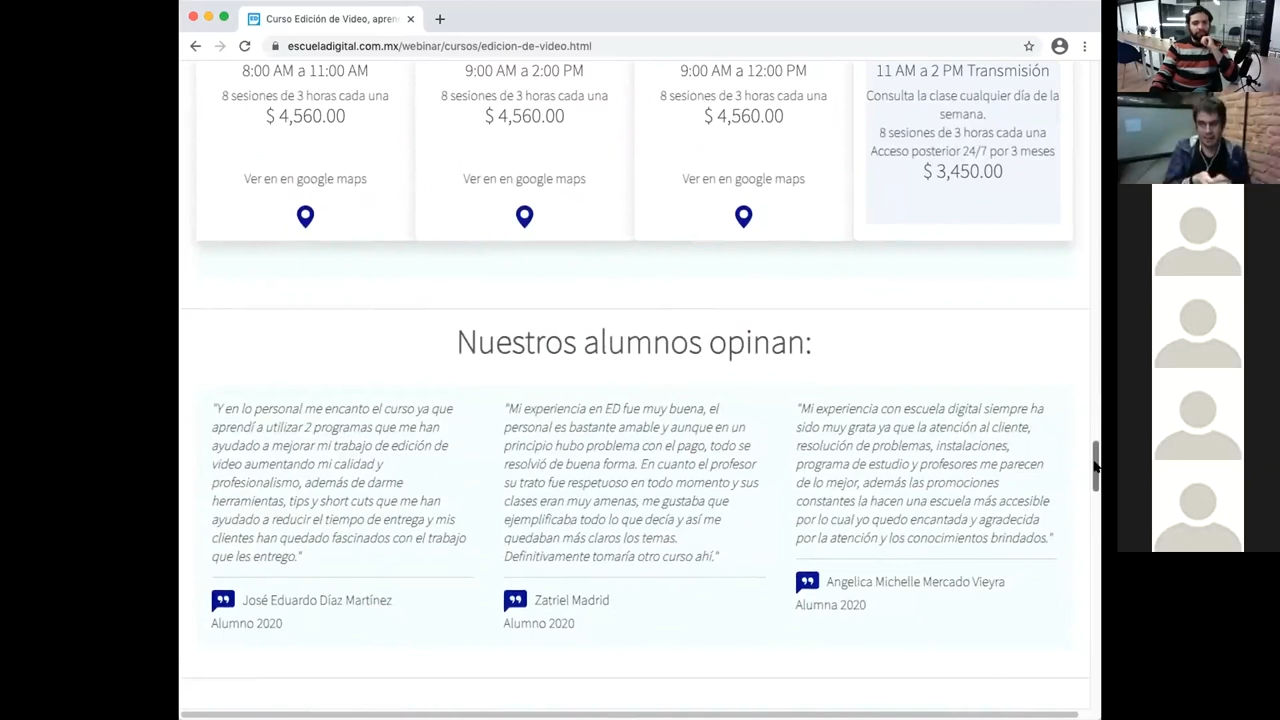 Curso Edición de Video, apren
escueladigital.com.mx/webinar/cursos/edicion-de-video.html
8:00 AM a 11:00 AM
8 sesiones de 3 horas cada una
$ 4,560.00
Ver en en google maps
9:00 AM a 2:00 PM
8 sesiones de 3 horas cada una
$ 4,560.00
Ver en en google maps
9:00 AM a 12:00 PM
8 sesiones de 3 horas cada una
$ 4,560.00
Ver en en google maps
11 AM a 2 PM Transmisión
Consulta la clase cualquier día de la
semana.
8 sesiones de 3 horas cada una
Acceso posterior 24/7 por 3 meses
$ 3,450.00
Nuestros alumnos opinan:
"Y en lo personal me encanto el curso ya que
aprendí a utilizar 2 programas que me han
ayudado a mejorar mi trabajo de edición de
video aumentando mi calidad y
profesionalismo, además de darme
herramientas, tips y short cuts que me han
ayudado a reducir el tiempo de entrega y mis
clientes han quedado fascinados con el trabajo
que les entrego."
José Eduardo Díaz Martínez
Alumno 2020
"Mi experiencia en ED fue muy buena, el
personal es bastante amable y aunque en un
principio hubo problema con el pago, todo se
resolvió de buena forma. En cuanto el profesor
su trato fue respetuoso en todo momento y sus
clases eran muy amenas, me gustaba que
ejemplificaba todo lo que decía y así me
quedaban más claros los temas.
Definitivamente tomaría otro curso ahí."
Zatriel Madrid
Alumno 2020
"Mi experiencia con escuela digital siempre ha
sido muy grata ya que la atención al cliente,
resolución de problemas, instalaciones,
programa de estudio y profesores me parecen
de lo mejor, además las promociones
constantes la hacen una escuela más accesible
por lo cual yo quedo encantada y agradecida
por la atención y los conocimientos brindados."
Angelica Michelle Mercado Vieyra
Alumna 2020